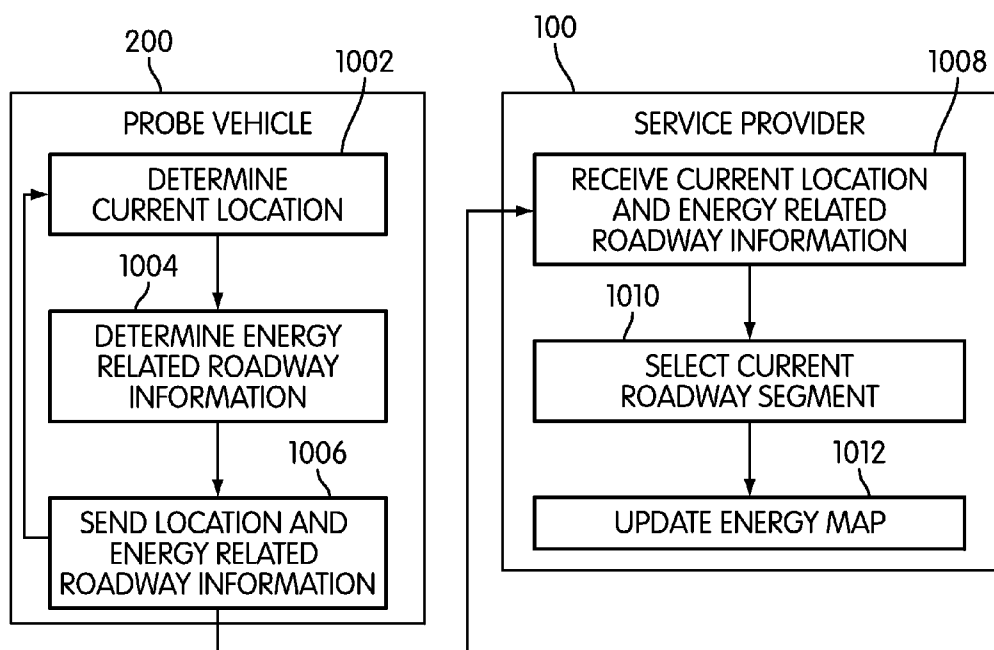 200
1002
PROBE VEHICLE
DETERMINE
CURRENT LOCATION
1004
DETERMINE ENERGY
RELATED ROADWAY
INFORMATION
1006
SEND LOCATION AND
ENERGY RELATED
ROADWAY INFORMATION
100
1008
SERVICE PROVIDER
RECEIVE CURRENT LOCATION
AND ENERGY RELATED
ROADWAY INFORMATION
1010
SELECT CURRENT
ROADWAY SEGMENT
1012
UPDATE ENERGY MAP